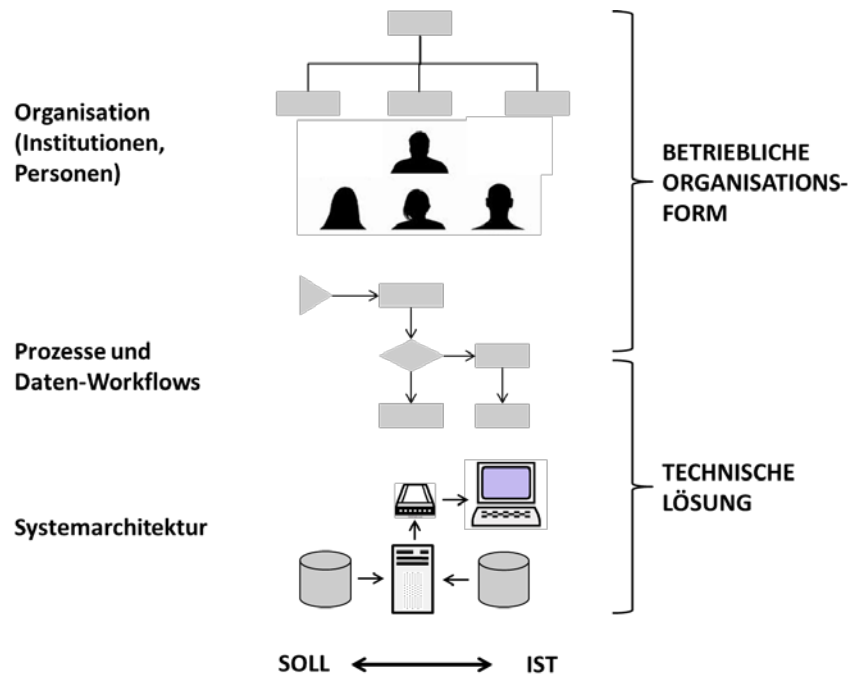 Organisation
(Institutionen,
Personen)
BETRIEBLICHE
ORGANISATIONS-
FORM
Prozesse und
Daten-Workflows
TECHNISCHE
LÖSUNG
Systemarchitektur
SOLL
IST